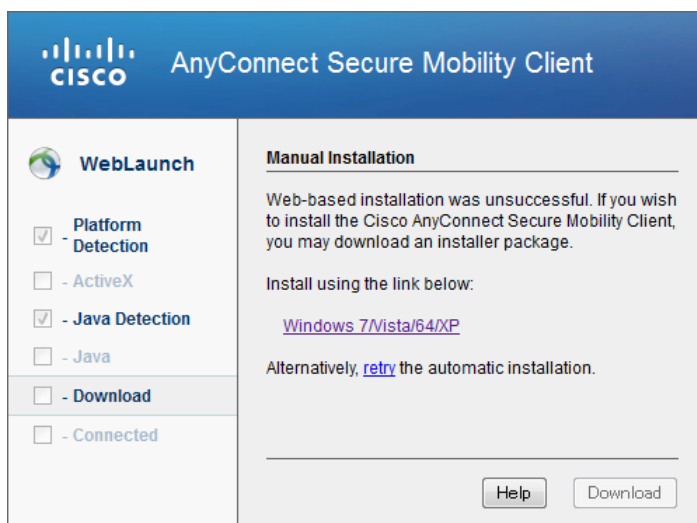 CISCO
AnyConnect Secure Mobility Client
WebLaunch
- Platform
Detection
- ActiveX
- Java Detection
- Java
- Download
- Connected
Manual Installation
Web-based installation was unsuccessful. If you wish
to install the Cisco AnyConnect Secure Mobility Client,
you may download an installer package.
Install using the link below:
Windows 7/Vista/64/XP
Alternatively, retry the automatic installation.
Help
Download